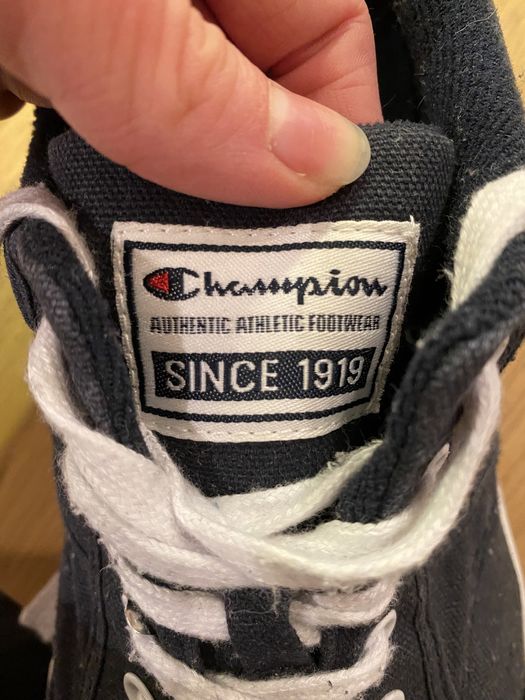 Champion
AUTHENTIC ATHLETIC FOOTWEAR
SINCE 1919